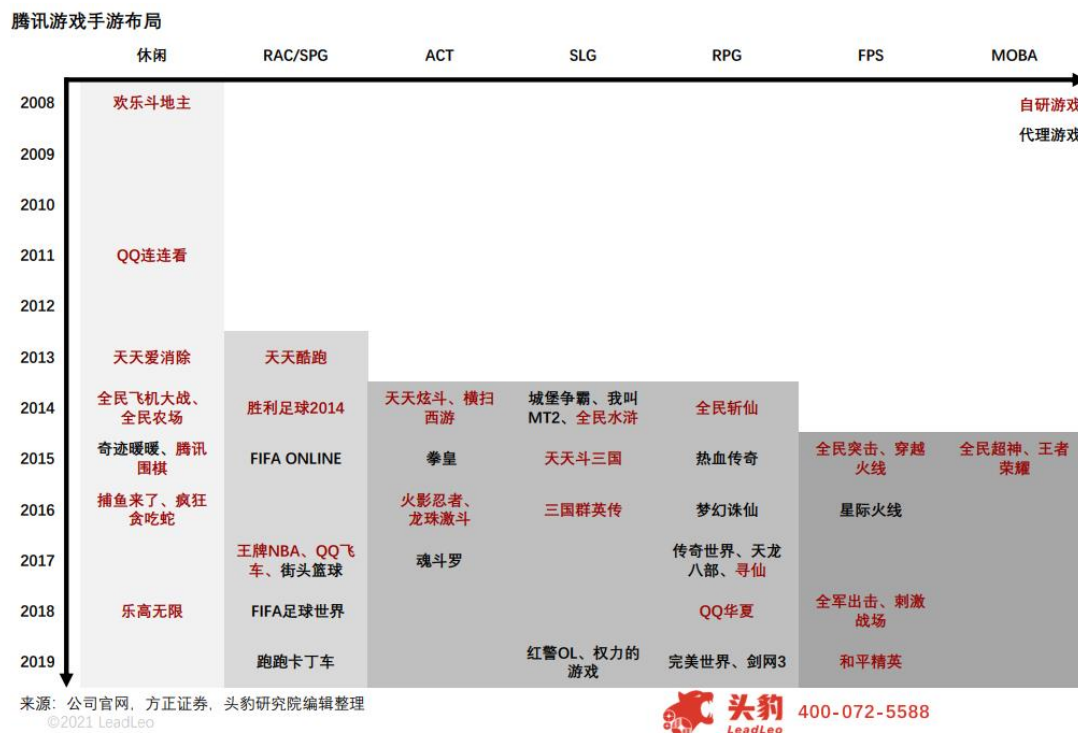 腾讯游戏手游布局
休闲 RAC/SPG ACT SLG RPG FPS MOBA
2008 欢乐斗地主 自研游戏
代理游戏
2009
2010
2011 QQ连连看
2012
2013 天天爱消除 天天酷跑
2014 全民飞机大战、 胜利足球2014 天天炫斗、横扫 城堡争霸、我叫 全民斩仙
全民农场 西游 MT2、全民水浒
2015 奇迹暖暖、腾讯 FIFA ONLINE 拳皇 天天斗三国 热血传奇 全民突击、穿越 全民超神、王者
围棋 火线 荣耀
2016 捕鱼来了、疯狂 火影忍者、 三国群英传 梦幻诛仙 星际火线
贪吃蛇 龙珠激斗
2017 王牌NBA、QQ飞 魂斗罗 传奇世界、天龙
车、街头篮球 八部、寻仙
2018 乐高无限 FIFA足球世界 QQ华夏 全军出击、刺激
战场
2019 跑跑卡丁车 红警OL、权力的 完美世界、剑网3 和平精英
游戏
来源：公司官网，方正证券，头豹研究院编辑整理
©2021 LeadLeo
头豹
LeadLeo
400-072-5588